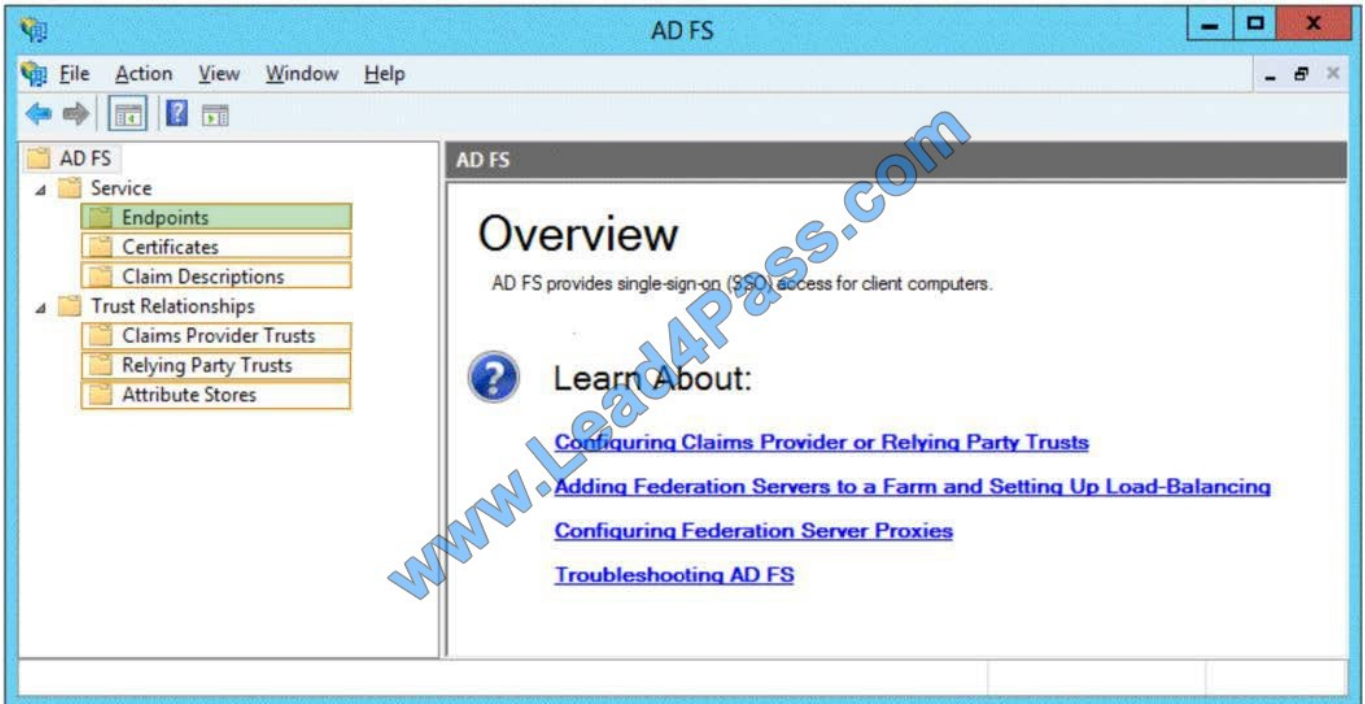 AD FS
File Action View Window Help
AD FS
Service
Endpoints
Certificates
Claim Descriptions
Trust Relationships
Claims Provider Trusts
Relying Party Trusts
Attribute Stores
AD FS
Overview
AD FS provides single-sign-on (SSO) access for client computers.
Learn About:
Configuring Claims Provider or Relying Party Trusts
Adding Federation Servers to a Farm and Setting Up Load-Balancing
Configuring Federation Server Proxies
Troubleshooting AD FS
www.Lead4Pass.com